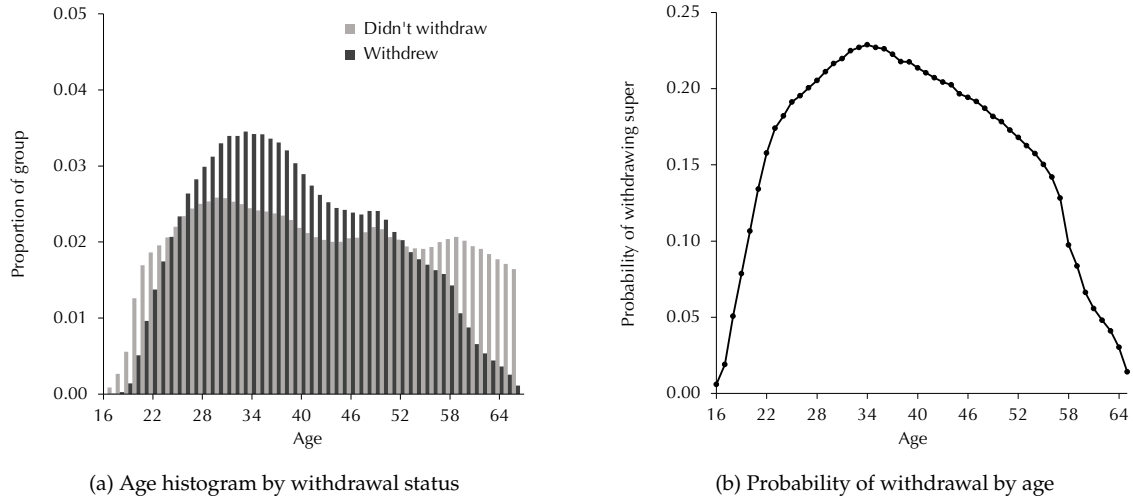 0.05
0.04
0.03
0.02
0.01
0.00
Proportion of group
Didn't withdraw
Withdrew
16 22 28 34 40 46 52 58 64
Age
(a) Age histogram by withdrawal status
0.25
0.20
0.15
0.10
0.05
0.00
Probability of withdrawing super
16 22 28 34 40 46 52 58 64
Age
(b) Probability of withdrawal by age